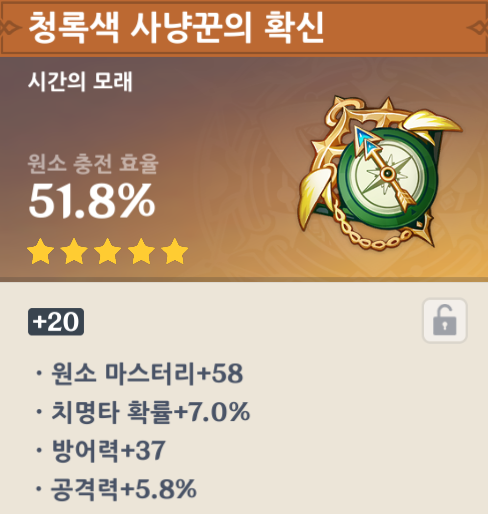 청록색 사냥꾼의 확신
시간의 모래
원소 충전 효율
51.8%
+20
·원소 마스터리+58
·치명타 확률+7.0%
·방어력+37
·공격력+5.8%